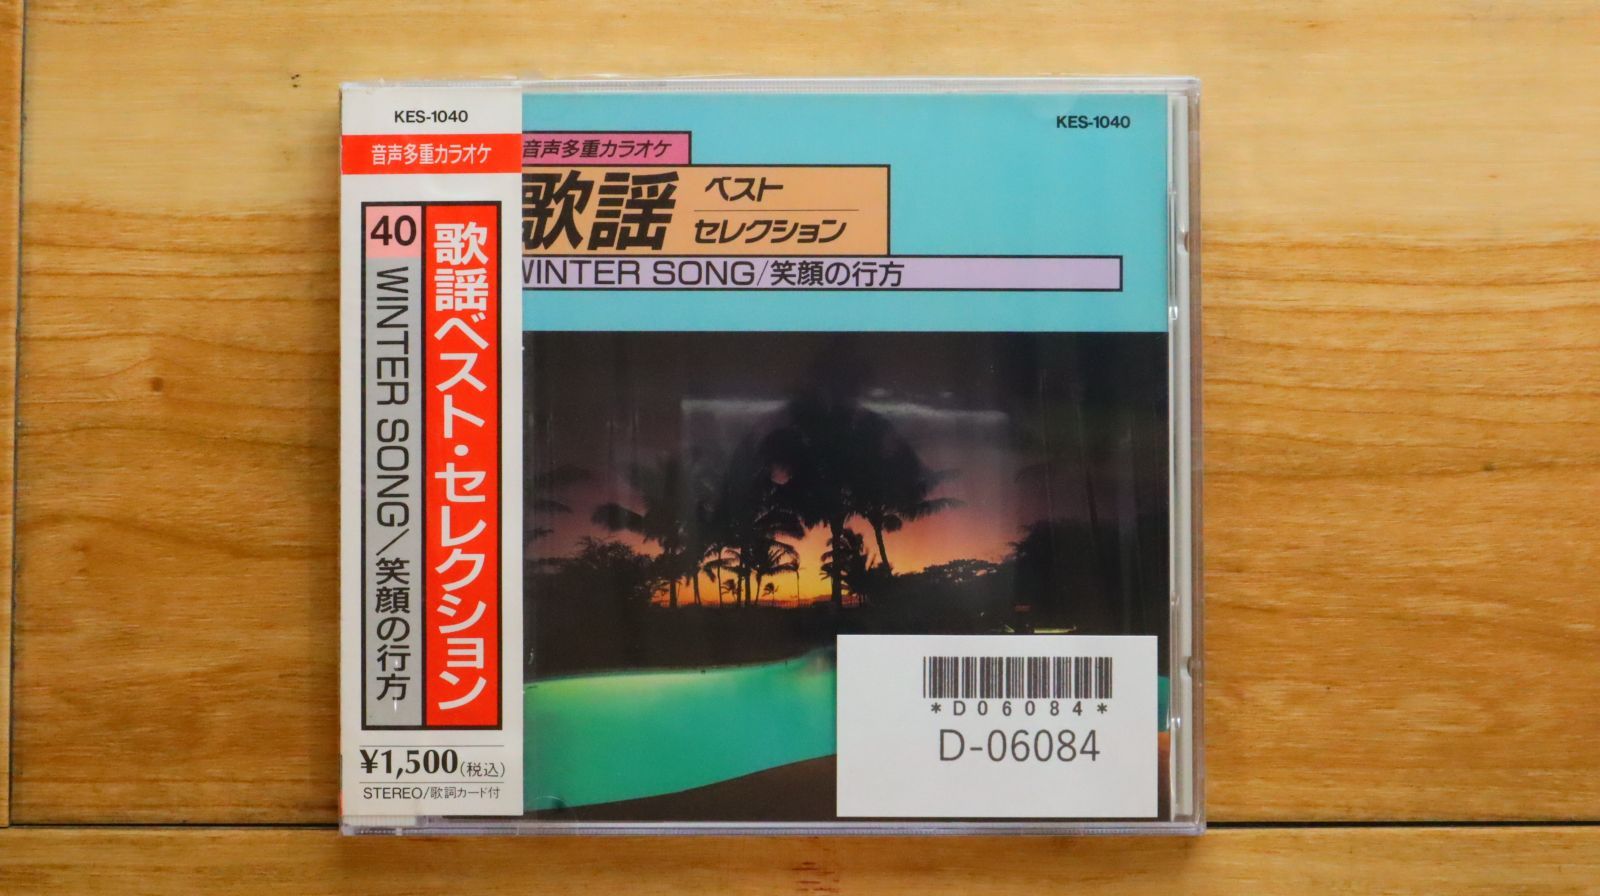 KES-1040
音声多重カラオケ
歌謡ベスト・セレクション
40
WINTER SONG/笑顔の行方
¥1,500(税込)
STEREO/歌詞カード付
KES-1040
音声多重カラオケ
歌謡 ベスト
セレクション
WINTER SONG/笑顔の行方
*D06084*
D-06084